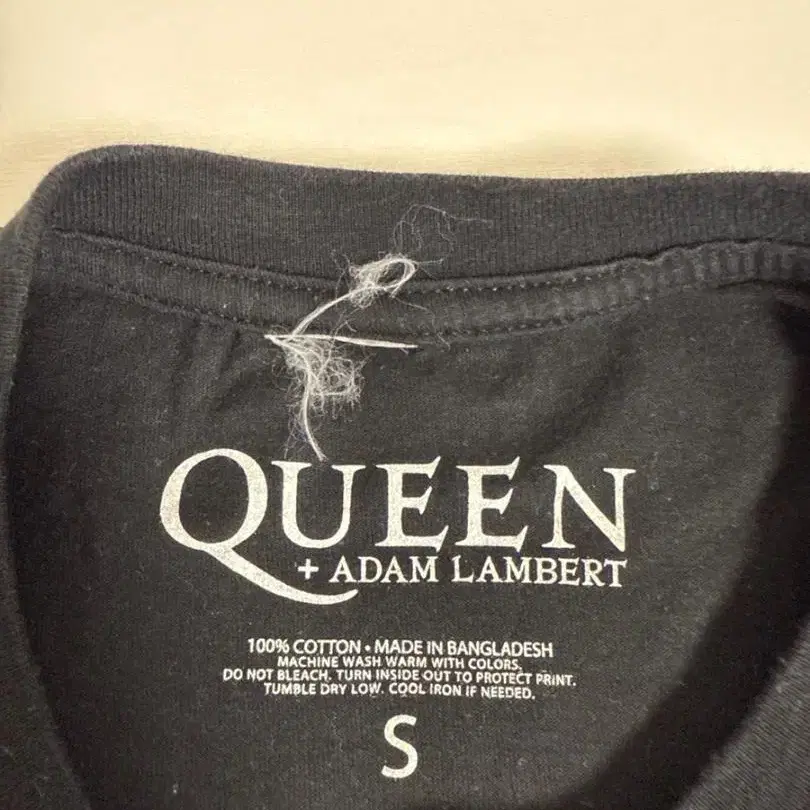 QUEEN
+ ADAM LAMBERT
100% COTTON • MADE IN BANGLADESH
MACHINE WASH WARM WITH COLORS.
DO NOT BLEACH. TURN INSIDE OUT TO PROTECT PRINT.
TUMBLE DRY LOW. COOL IRON IF NEEDED.
S